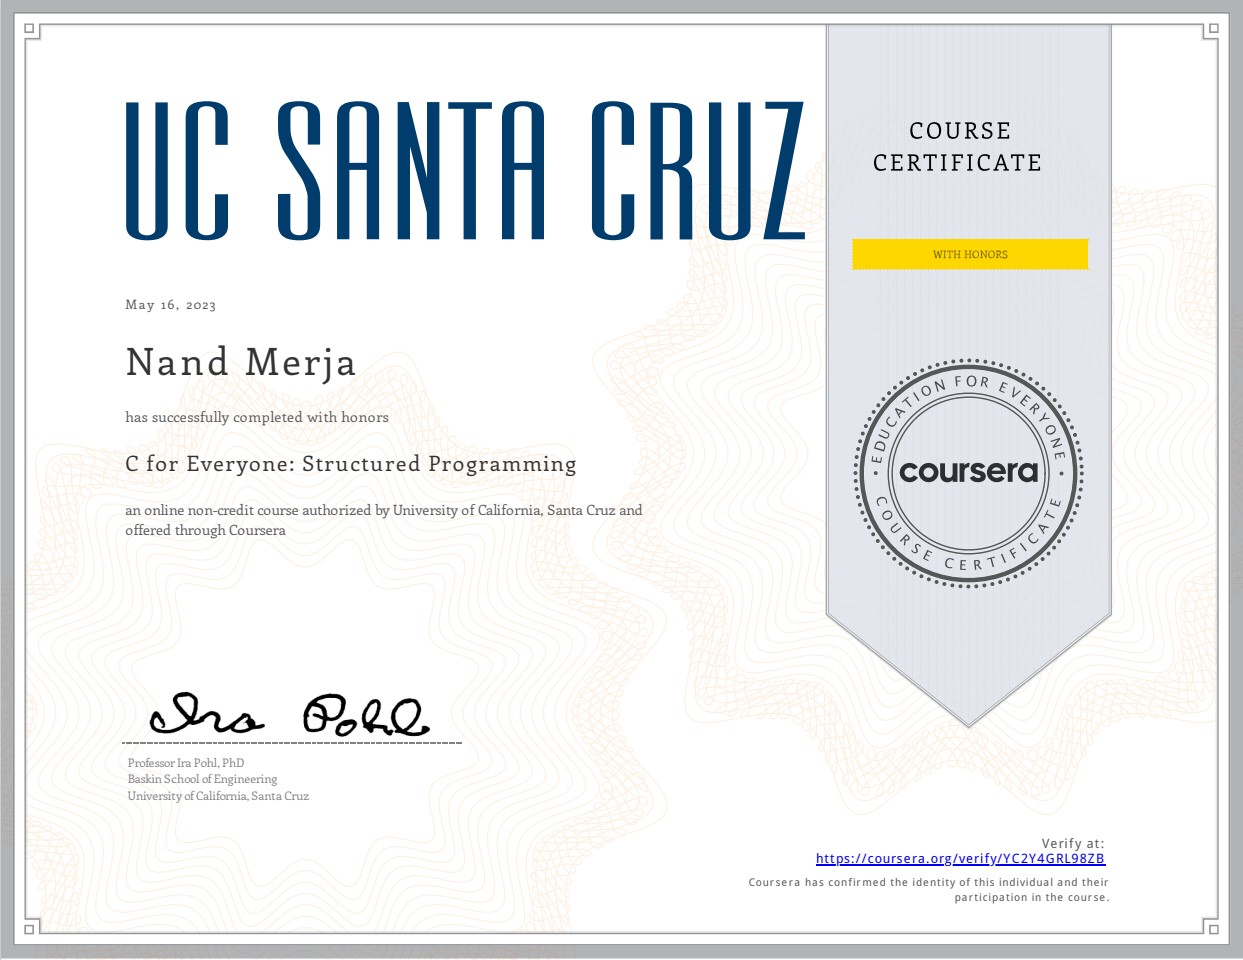 UC SANTA CRUZ
COURSE
CERTIFICATE
WITH HONORS
May 16, 2023
Nand Merja
has successfully completed with honors
C for Everyone: Structured Programming
an online non-credit course authorized by University of California, Santa Cruz and
offered through Coursera
EDUCATION FOR EVERYONE
coursera
COURSE CERTIFICATE
Ira Pohl
Professor Ira Pohl, PhD
Baskin School of Engineering
University of California, Santa Cruz
Verify at:
https://coursera.org/verify/YC2Y4GRL98ZB
Coursera has confirmed the identity of this individual and their
participation in the course.